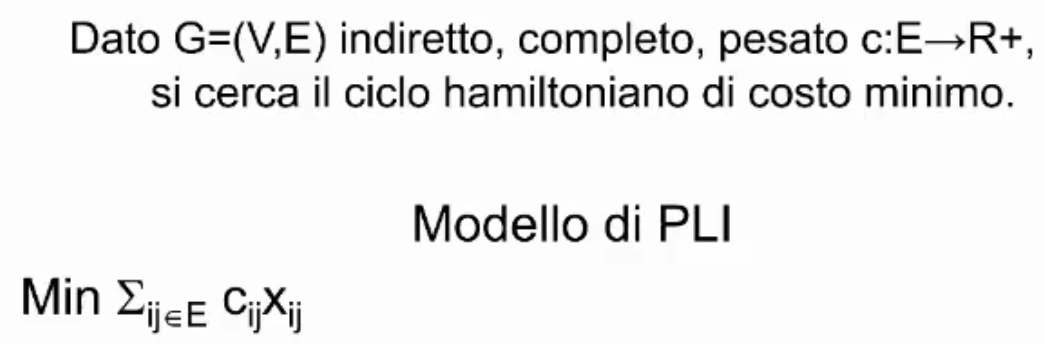 Dato G=(V,E) indiretto, completo, pesato c:E→R+,
si cerca il ciclo hamiltoniano di costo minimo.
Modello di PLI
Min Σij∈E cijxij